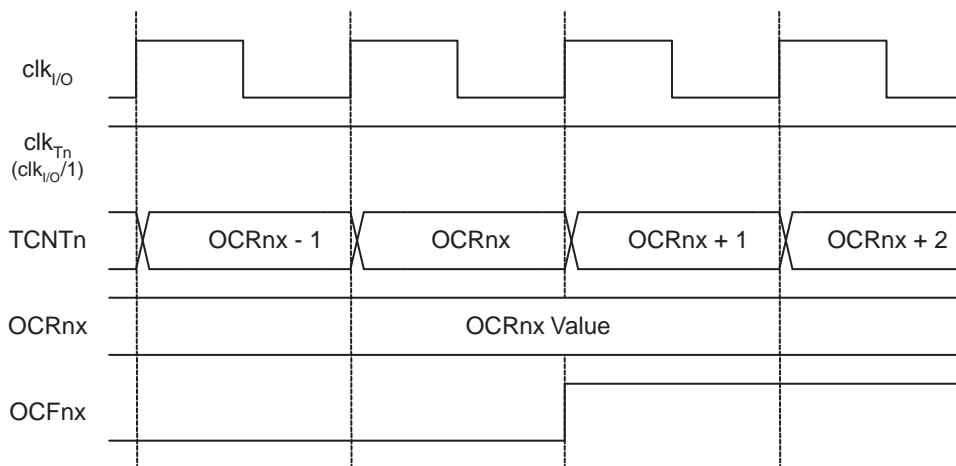 clkI/O
clkTn
(clkI/O/1)
TCNTn OCRnx - 1 OCRnx OCRnx + 1 OCRnx + 2
OCRnx OCRnx Value
OCFnx